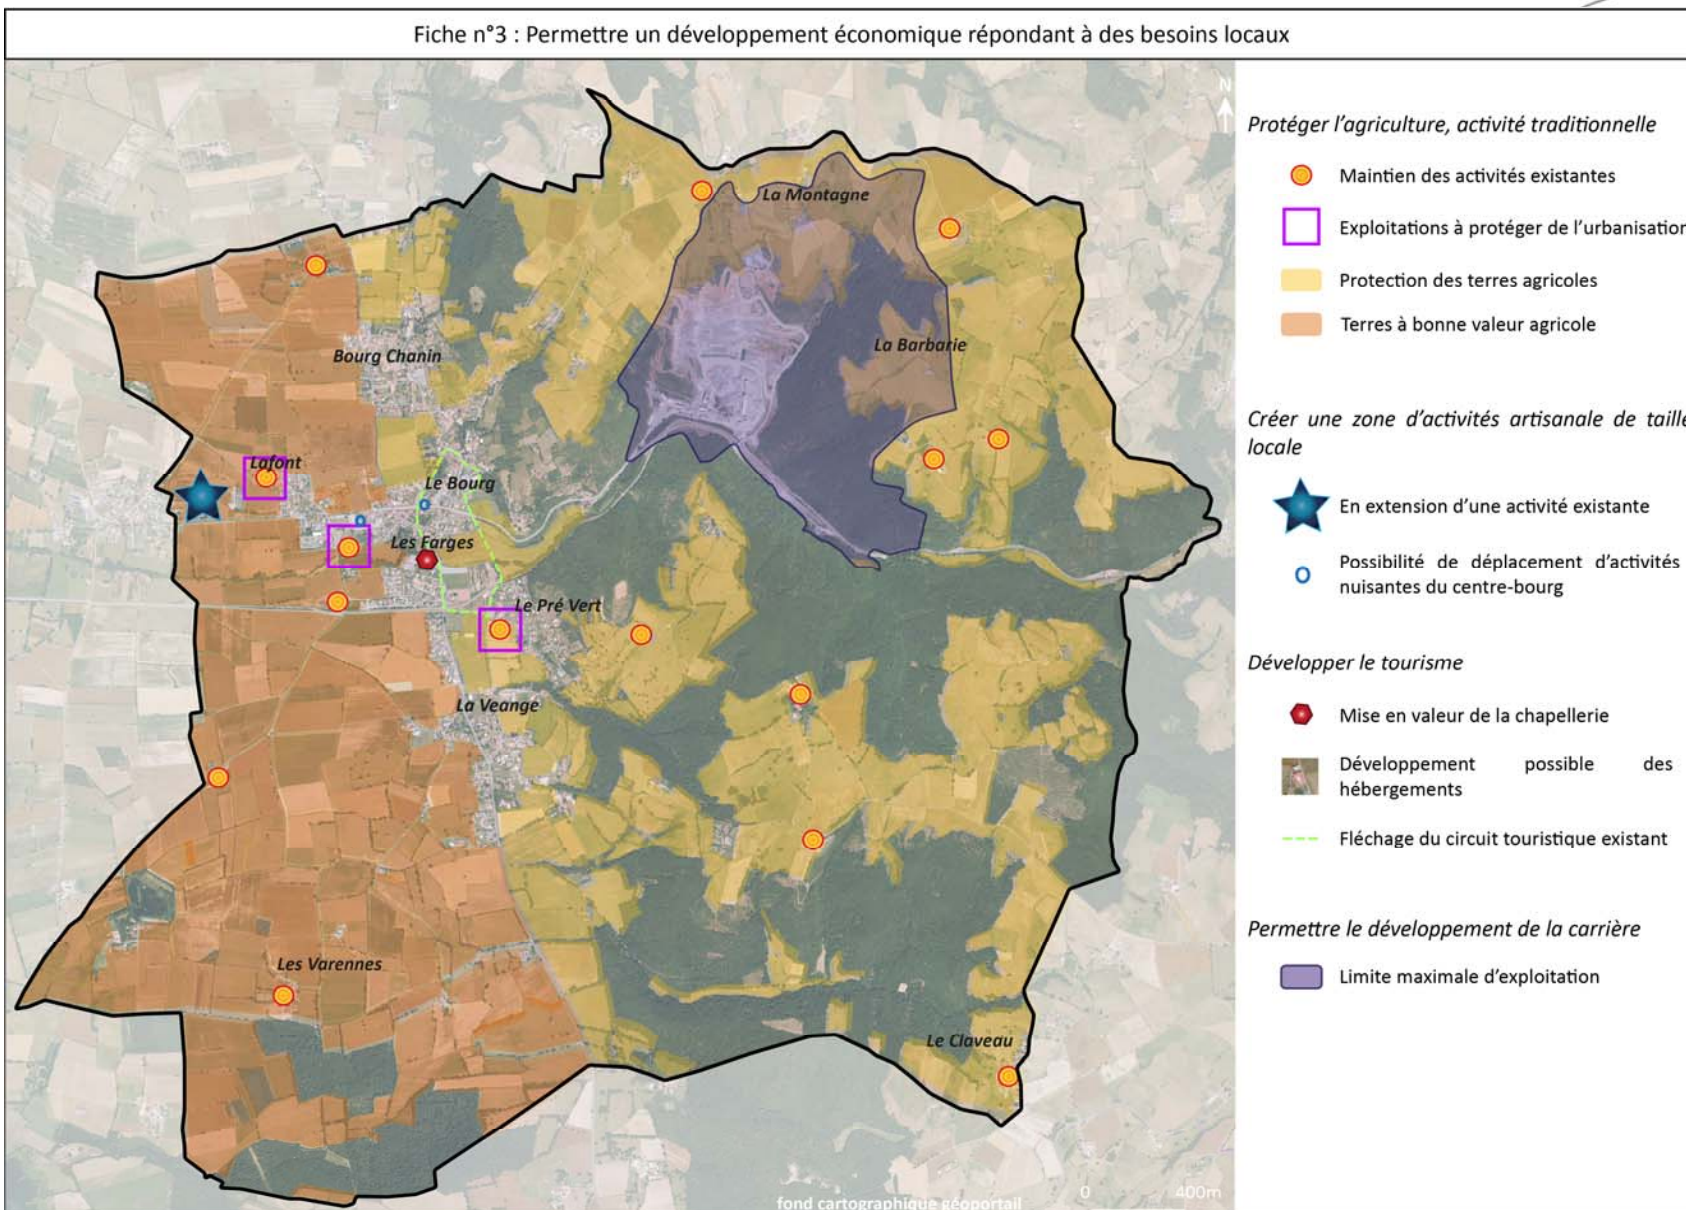 Fiche n°3 : Permettre un développement économique répondant à des besoins locaux
N
La Montagne
Bourg Chanin
La Barbarie
Lafont
Le Bourg
Les Farges
Le Pré Vert
La Veange
Les Varennes
Le Claveau
fond cartographique géoportail
0 400m
Protéger l'agriculture, activité traditionnelle
Maintien des activités existantes
Exploitations à protéger de l'urbanisation
Protection des terres agricoles
Terres à bonne valeur agricole
Créer une zone d'activités artisanale de taille
locale
En extension d'une activité existante
Possibilité de déplacement d'activités
nuisantes du centre-bourg
Développer le tourisme
Mise en valeur de la chapellerie
Développement possible des
hébergements
Fléchage du circuit touristique existant
Permettre le développement de la carrière
Limite maximale d'exploitation